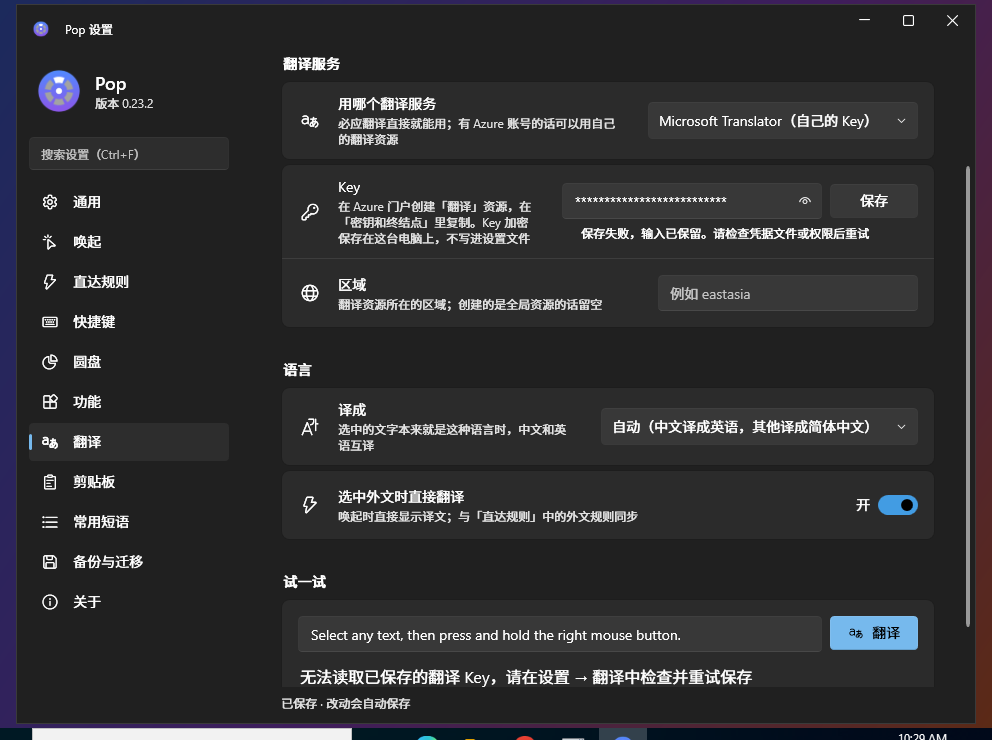 Pop 设置
Pop
版本 0.23.2
搜索设置（Ctrl+F）
通用
唤起
直达规则
快捷键
圆盘
功能
翻译
剪贴板
常用短语
备份与迁移
关于
翻译服务
用哪个翻译服务
必应翻译直接就能用；有 Azure 账号的话可以用自己
的翻译资源
Microsoft Translator（自己的 Key）
Key
在 Azure 门户创建「翻译」资源，在
「密钥和终结点」里复制。Key 加密
保存在这台电脑上，不写进设置文件
**************************
保存
保存失败，输入已保留。请检查凭据文件或权限后重试
区域
翻译资源所在的区域；创建的是全局资源的话留空
例如 eastasia
语言
译成
选中的文字本来就是这种语言时，中文和英
语互译
自动（中文译成英语，其他译成简体中文）
选中外文时直接翻译
唤起时直接显示译文；与「直达规则」中的外文规则同步
开
试一试
Select any text, then press and hold the right mouse button.
翻译
无法读取已保存的翻译 Key，请在设置 → 翻译中检查并重试保存
已保存 · 改动会自动保存
10:29 AM